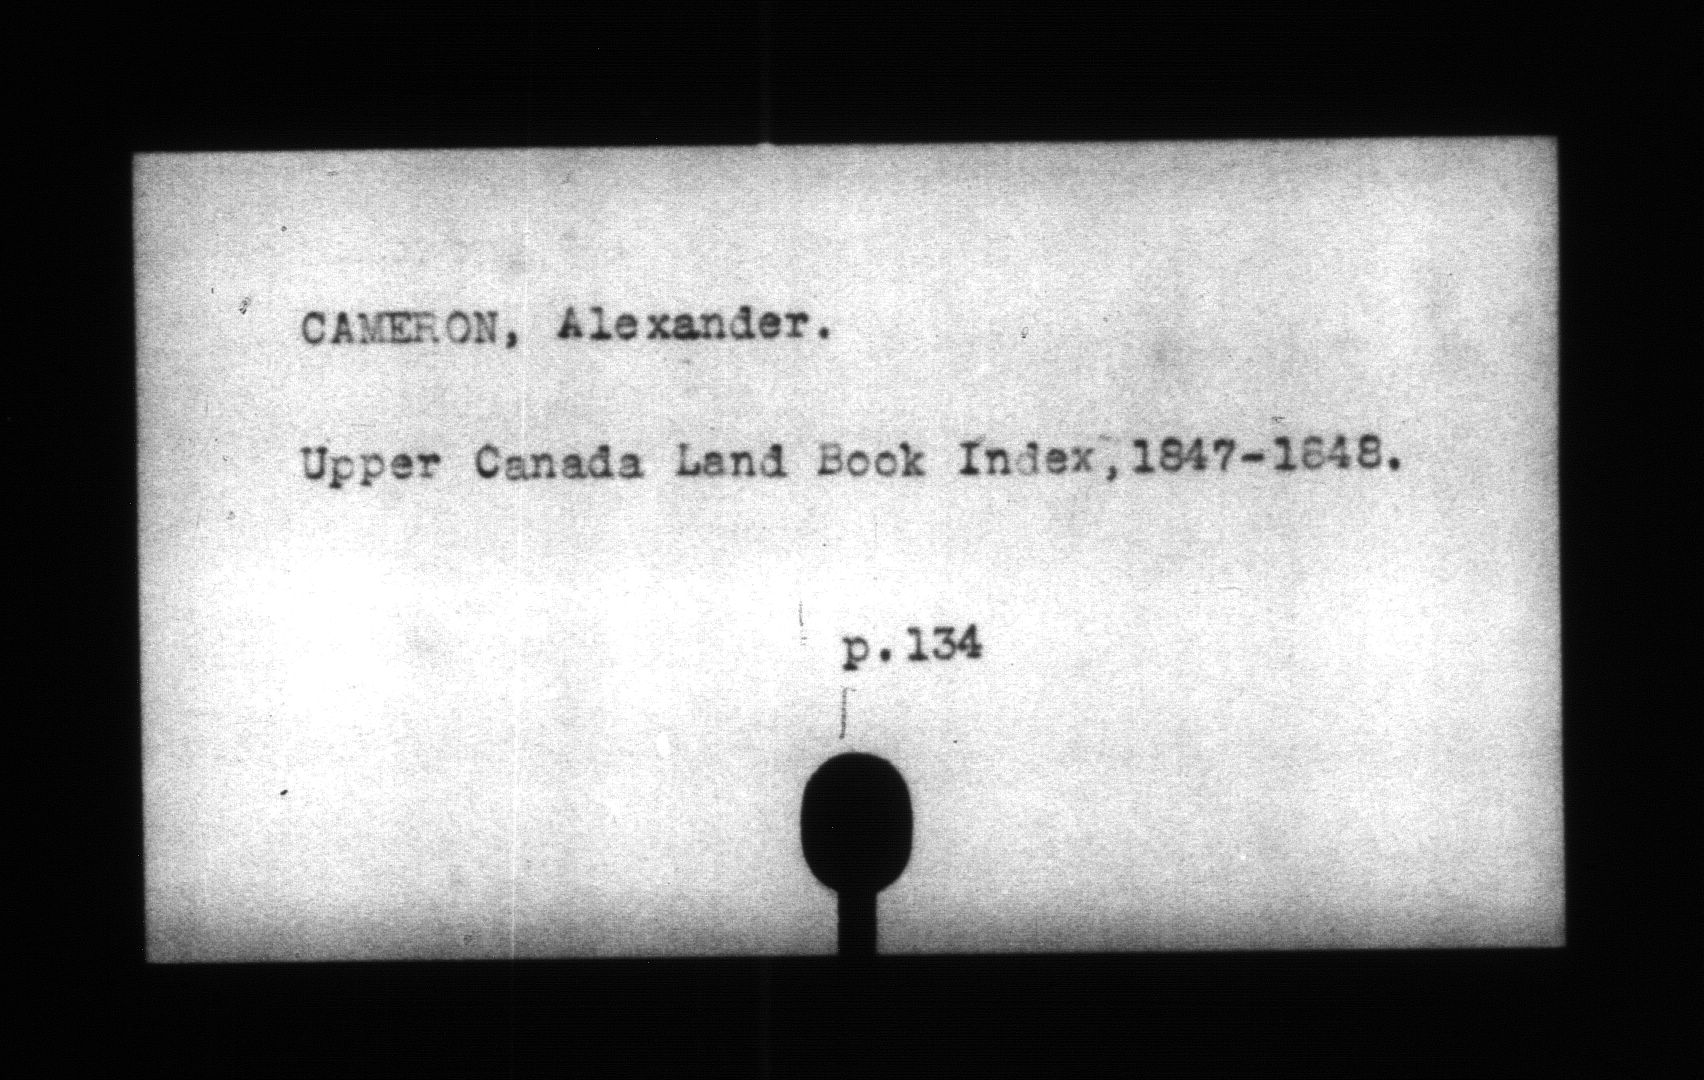 CAMERON, Alexander.
Upper Canada Land Book Index, 1847-1848.
p.134